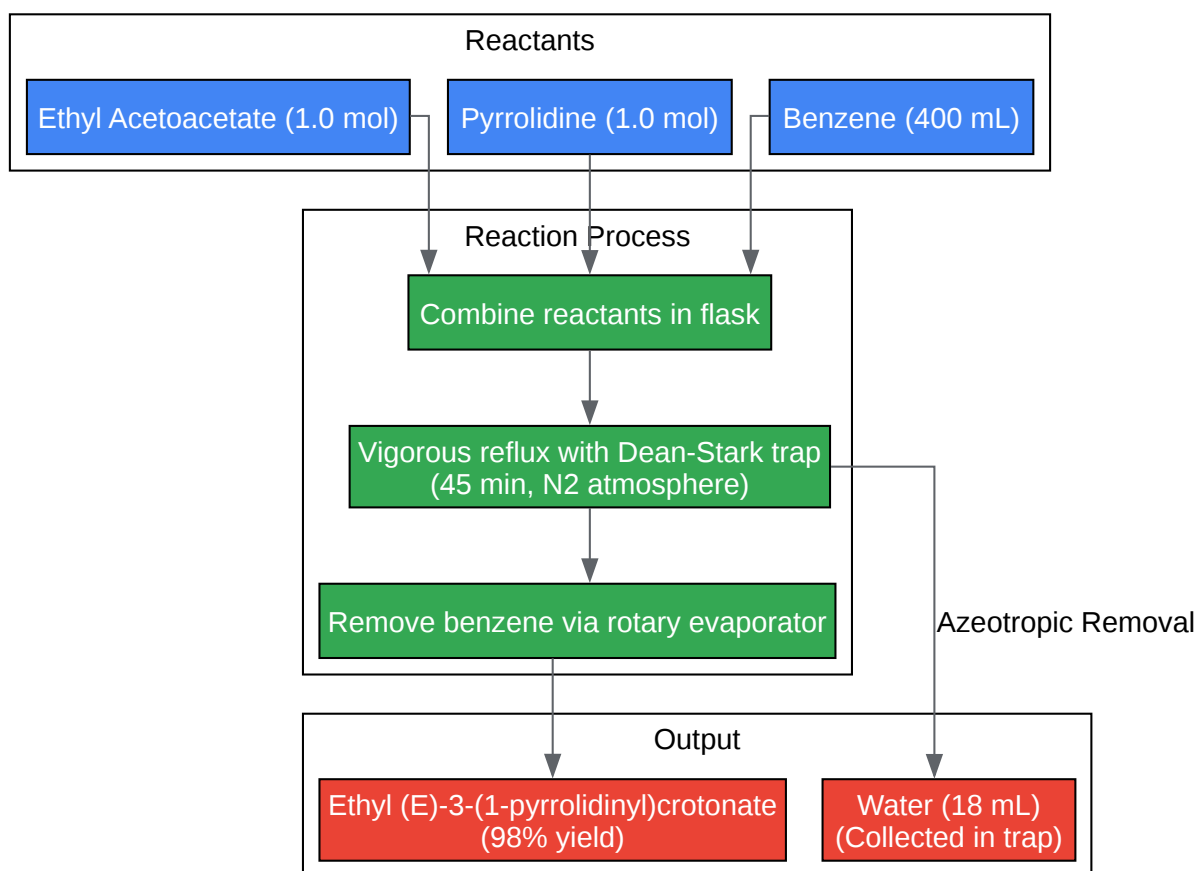 Reactants
Ethyl Acetoacetate (1.0 mol)
Pyrrolidine (1.0 mol)
Benzene (400 mL)
Reaction Process
Combine reactants in flask
Vigorous reflux with Dean-Stark trap
(45 min, N2 atmosphere)
Remove benzene via rotary evaporator
Azeotropic Removal
Output
Ethyl (E)-3-(1-pyrrolidinyl)crotonate
(98% yield)
Water (18 mL)
(Collected in trap)